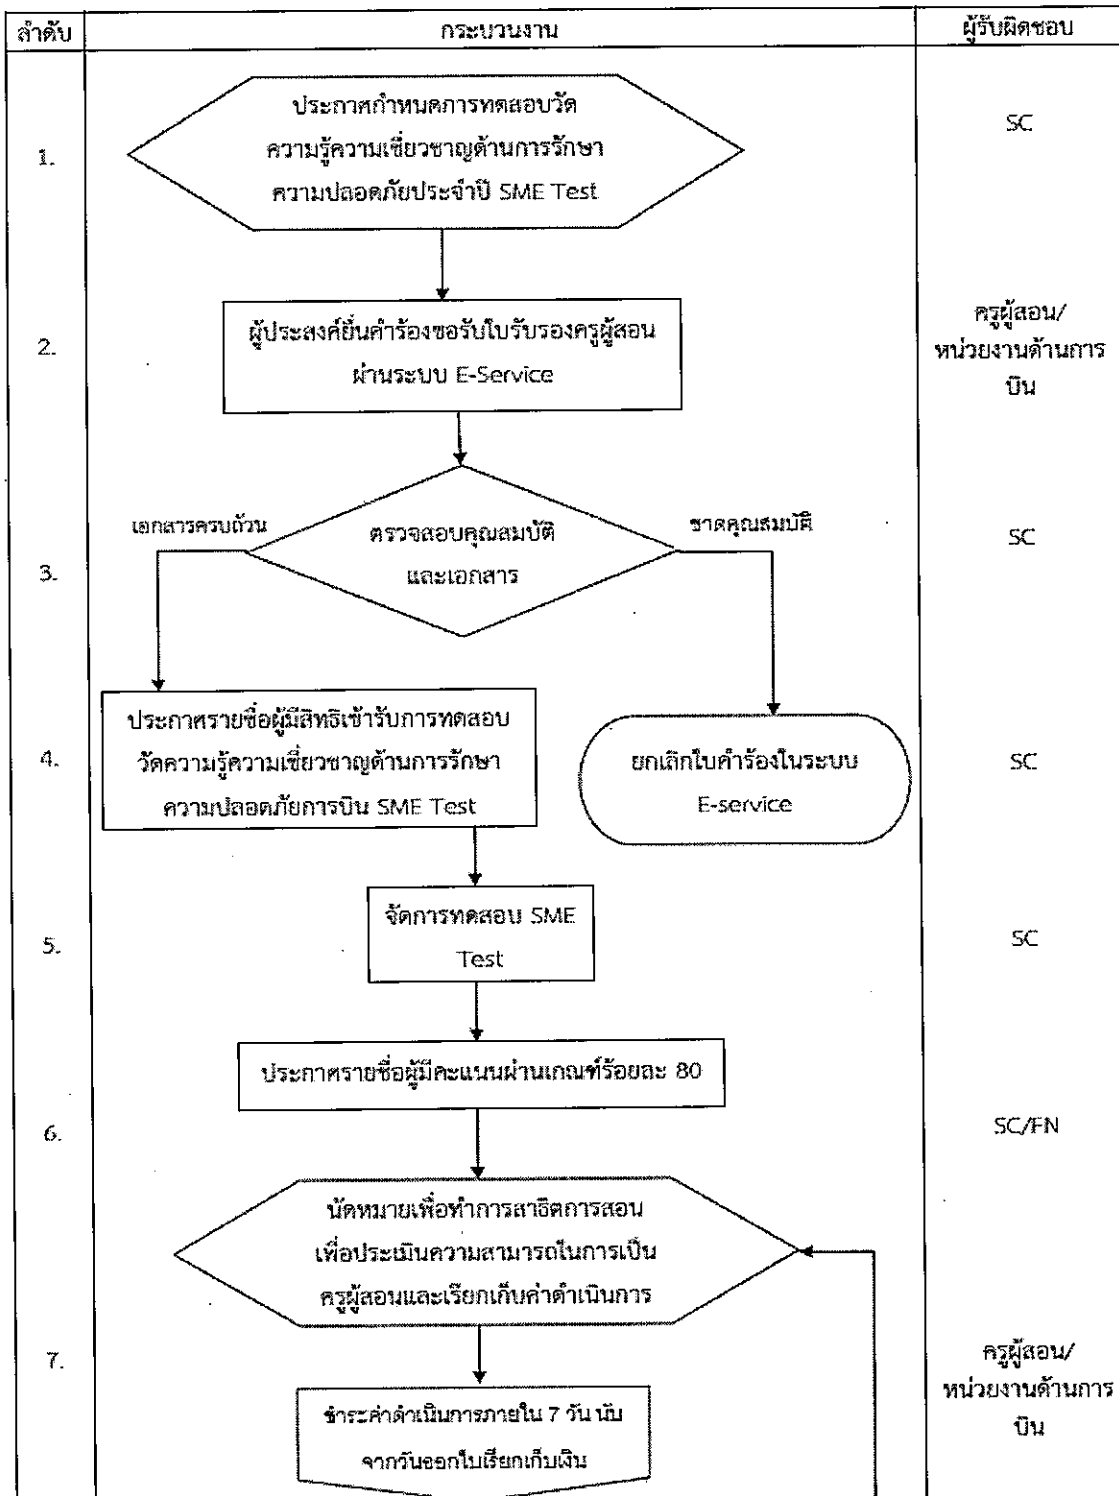 ลำดับ
กระบวนงาน
ผู้รับผิดชอบ
1.
ประกาศกำหนดการทดสอบวัด
ความรู้ความเชี่ยวชาญด้านการรักษา
ความปลอดภัยประจำปี SME Test
SC
2.
ผู้ประสงค์ยื่นคำร้องขอรับใบรับรองครูผู้สอน
ผ่านระบบ E-Service
ครูผู้สอน/
หน่วยงานด้านการ
บิน
3.
เอกสารครบถ้วน
ตรวจสอบคุณสมบัติ
และเอกสาร
ขาดคุณสมบัติ
SC
4.
ประกาศรายชื่อผู้มีสิทธิเข้ารับการทดสอบ
วัดความรู้ความเชี่ยวชาญด้านการรักษา
ความปลอดภัยการบิน SME Test
ยกเลิกใบคำร้องในระบบ
E-service
SC
5.
จัดการทดสอบ SME
Test
SC
ประกาศรายชื่อผู้มีคะแนนผ่านเกณฑ์ร้อยละ 80
6.
SC/FN
นัดหมายเพื่อทำการสาธิตการสอน
เพื่อประเมินความสามารถในการเป็น
ครูผู้สอนและเรียกเก็บค่าดำเนินการ
7.
ชำระค่าดำเนินการภายใน 7 วัน นับ
จากวันออกใบเรียกเก็บเงิน
ครูผู้สอน/
หน่วยงานด้านการ
บิน